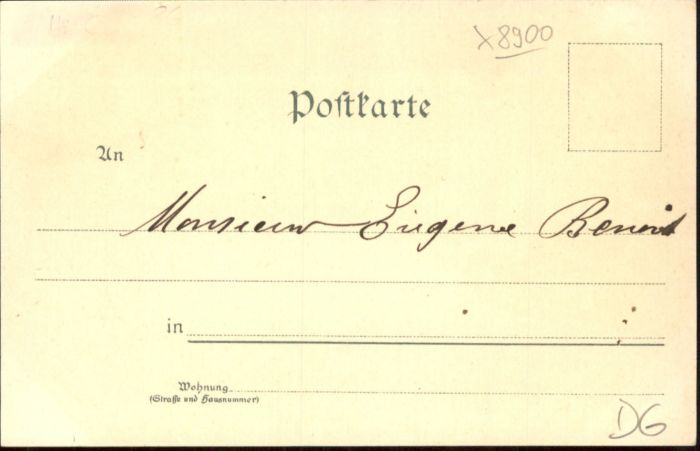 x8900
Postkarte
An
Monsieur Eugene Benoit
in
Wohnung
(Straße und Hausnummer)
DG